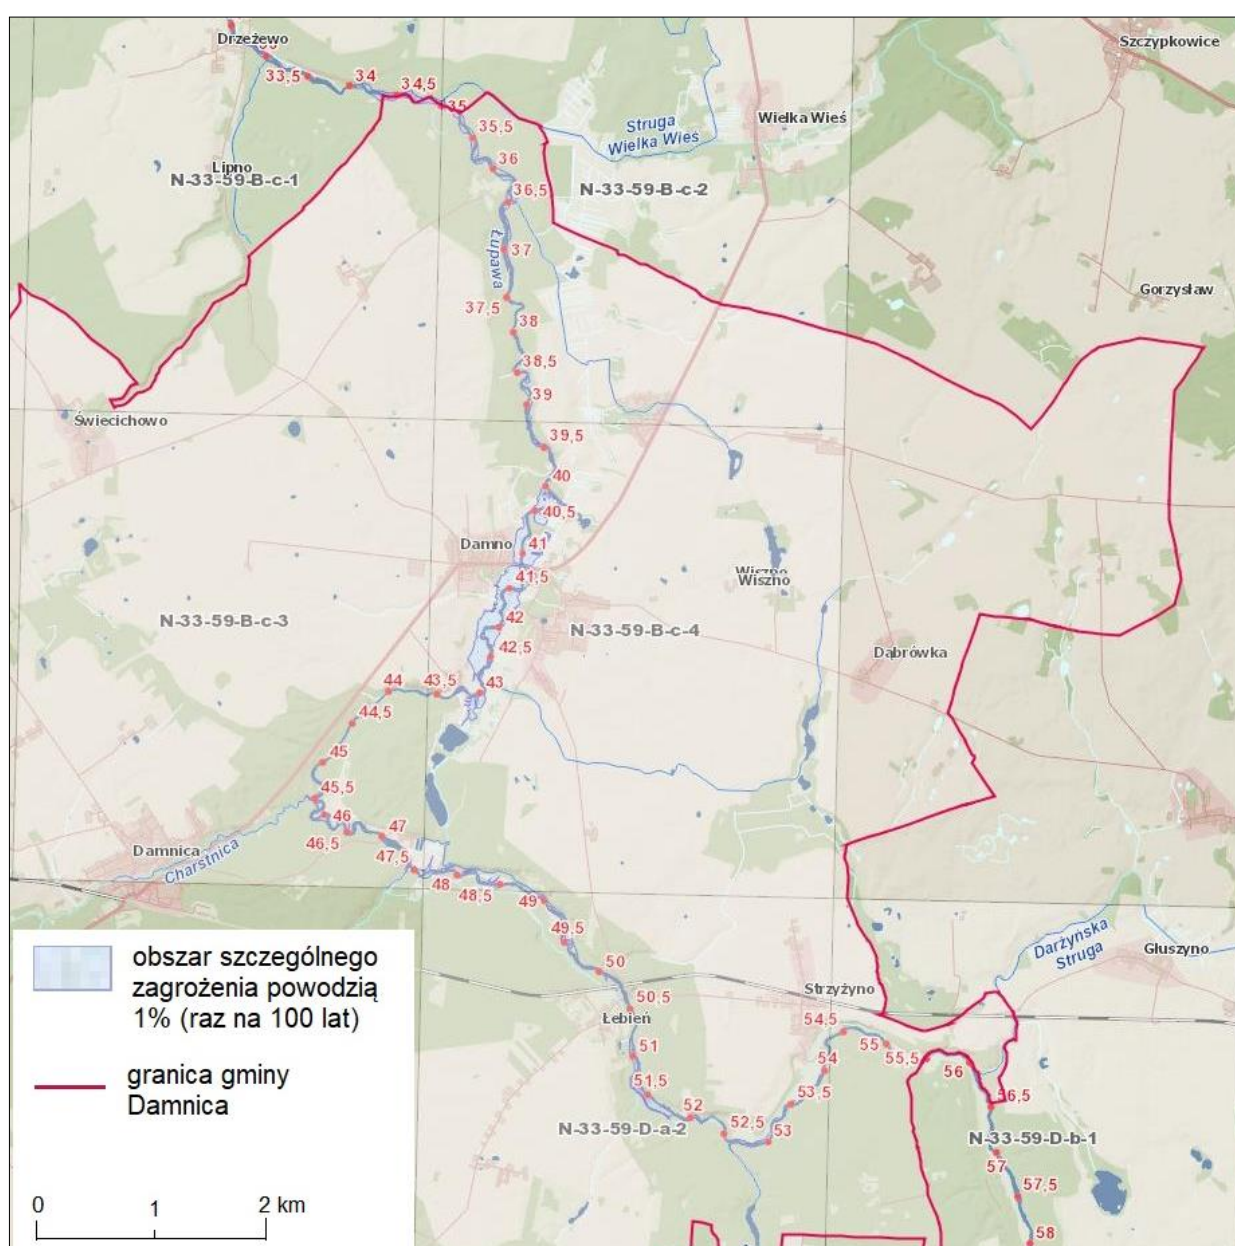 Drzeżewo
Szczypkowice
33,5
34
34,5
35
Wielka Wieś
Struga
Wielka Wieś
35,5
Lipno
N-33-59-B-c-1
36
N-33-59-B-c-2
36,5
Łupawa
37
Gorzysław
37,5
38
38,5
39
Świecichowo
39,5
40
40,5
Damno
41
41,5
Wiszno
Wiszno
N-33-59-B-c-3
42
N-33-59-B-c-4
42,5
Dąbrówka
44
43,5
43
44,5
45
45,5
46
46,5
47
Damnica
Charstnica
47,5
48
48,5
49
49,5
50
Darżynska
Struga
Głuszyno
Strzyżyno
50,5
Łebień
54,5
51
54
55
55,5
56
51,5
53,5
56,5
52
52,5
53
N-33-59-D-a-2
N-33-59-D-b-1
57
57,5
58
obszar szczególnego
zagrożenia powodzią
1% (raz na 100 lat)
granica gminy
Damnica
0
1
2 km